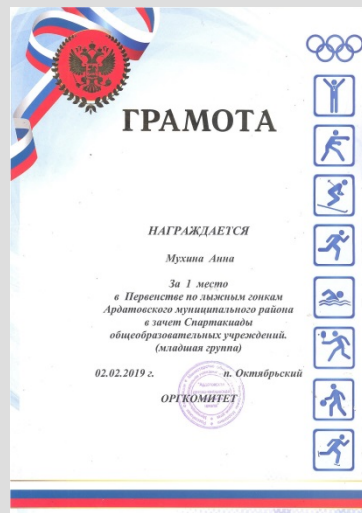 ГРАМОТА
НАГРАЖДАЕТСЯ
Мухина Анна
За 1 место
в Первенстве по лыжным гонкам
Ардатовского муниципального района
в зачет Спартакиады
общеобразовательных учреждений.
(младшая группа)
02.02.2019 г. п. Октябрьский
ОРГКОМИТЕТ